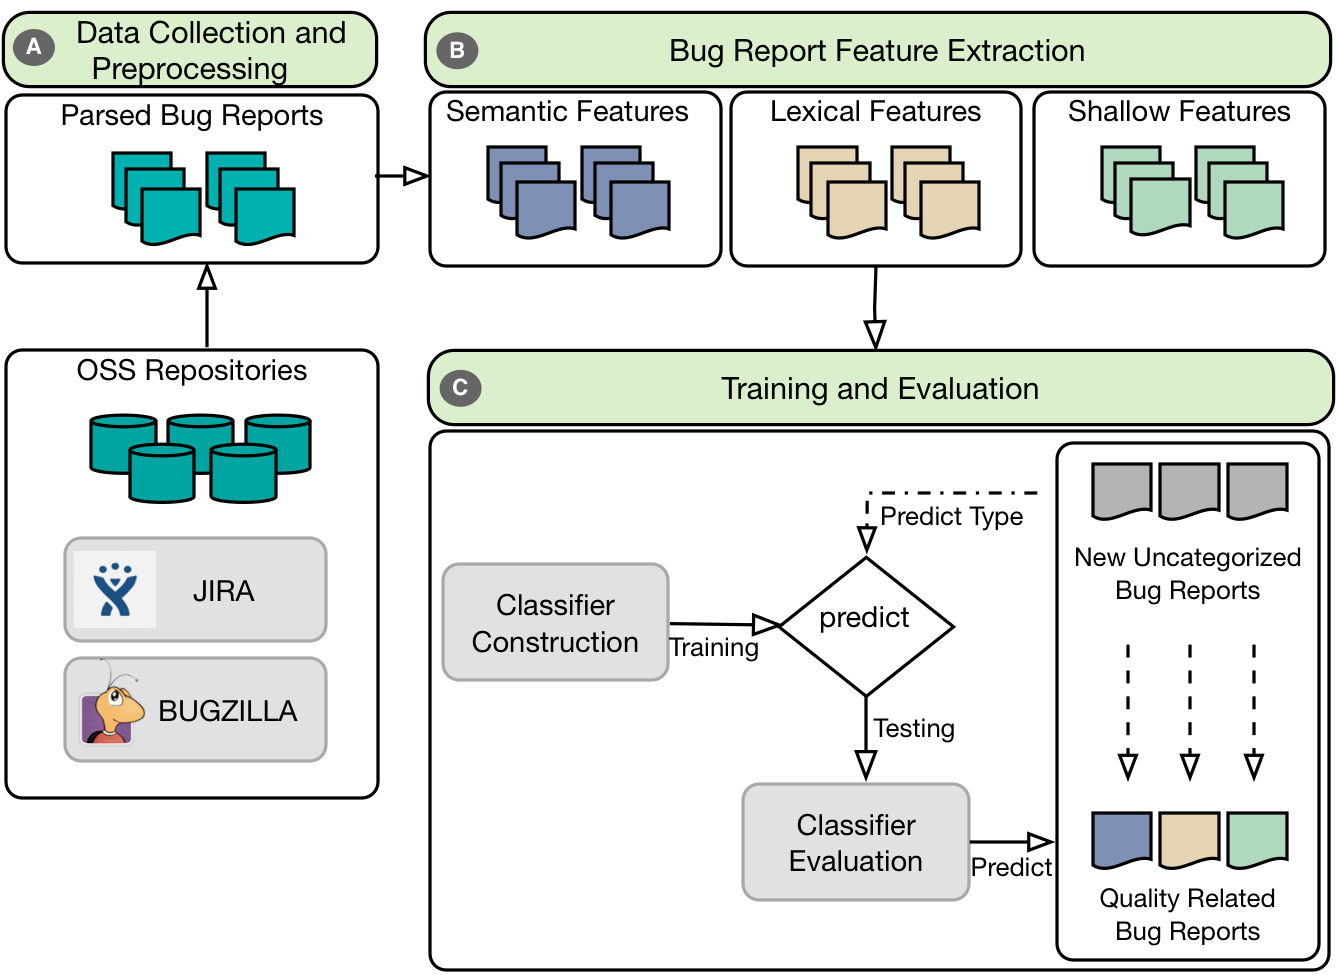 A
Data Collection and
Preprocessing
Parsed Bug Reports
OSS Repositories
JIRA
BUGZILLA
B
Bug Report Feature Extraction
Semantic Features
Lexical Features
Shallow Features
C
Training and Evaluation
Classifier
Construction
Training
Predict Type
predict
Testing
Classifier
Evaluation
Predict
New Uncategorized
Bug Reports
Quality Related
Bug Reports